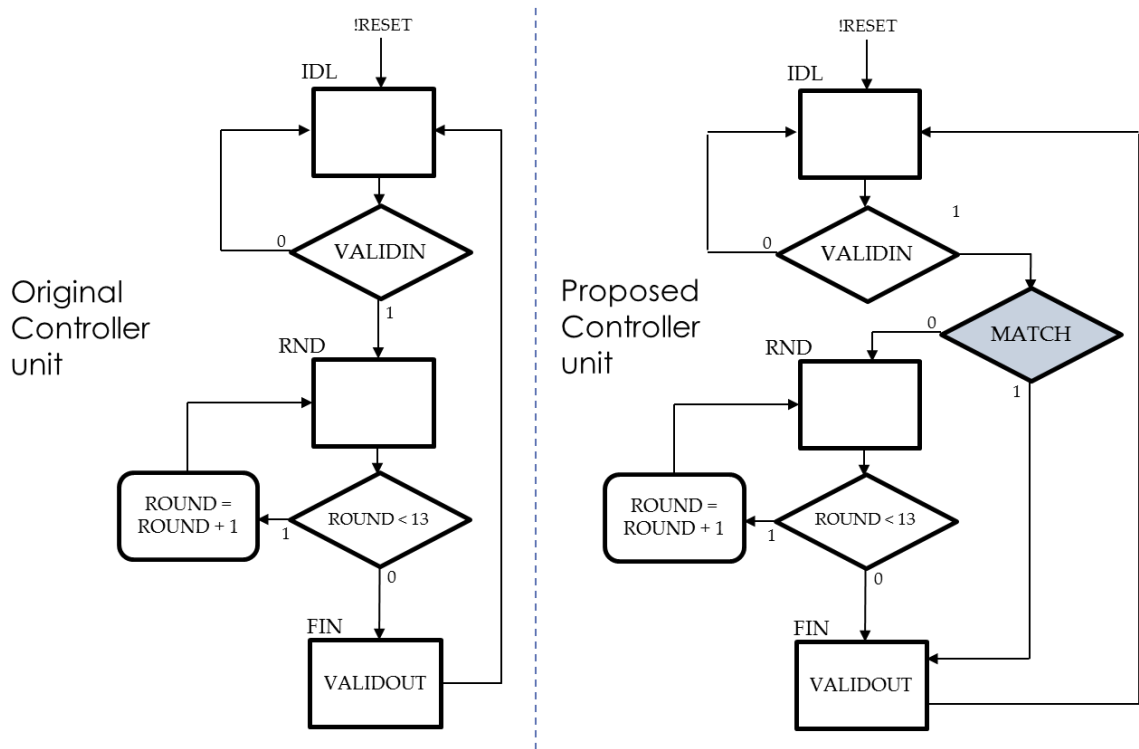 Original
Controller
unit
!RESET
IDL
VALIDIN
0
1
RND
ROUND =
ROUND + 1
ROUND < 13
1
0
FIN
VALIDOUT
Proposed
Controller
unit
!RESET
IDL
VALIDIN
0
1
MATCH
0
1
RND
ROUND =
ROUND + 1
ROUND < 13
1
0
FIN
VALIDOUT